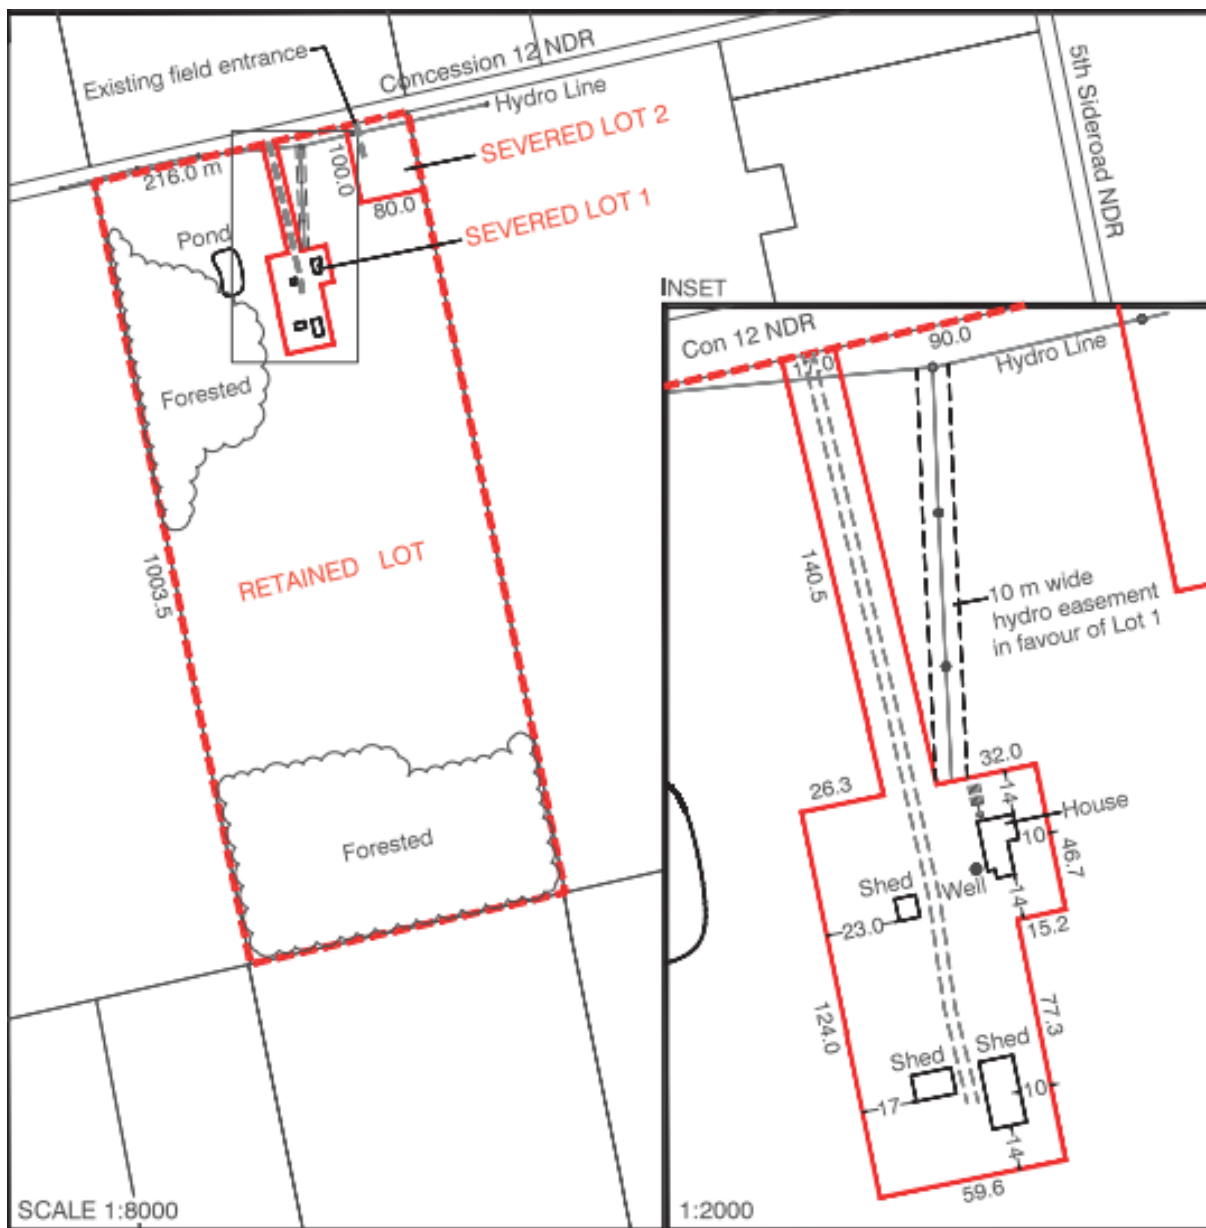 Existing field entrance
Concession 12 NDR
Hydro Line
5th Sideroad NDR
SEVERED LOT 2
216.0 m
100.0
80.0
SEVERED LOT 1
Pond
Forested
1003.5
RETAINED LOT
Forested
SCALE 1:8000
INSET
Con 12 NDR
90.0
Hydro Line
17.0
140.5
10 m wide
hydro easement
in favour of Lot 1
26.3
32.0
14
House
10
46.7
Shed
Well
14
23.0
15.2
124.0
77.3
Shed
Shed
17
10
14
59.6
1:2000